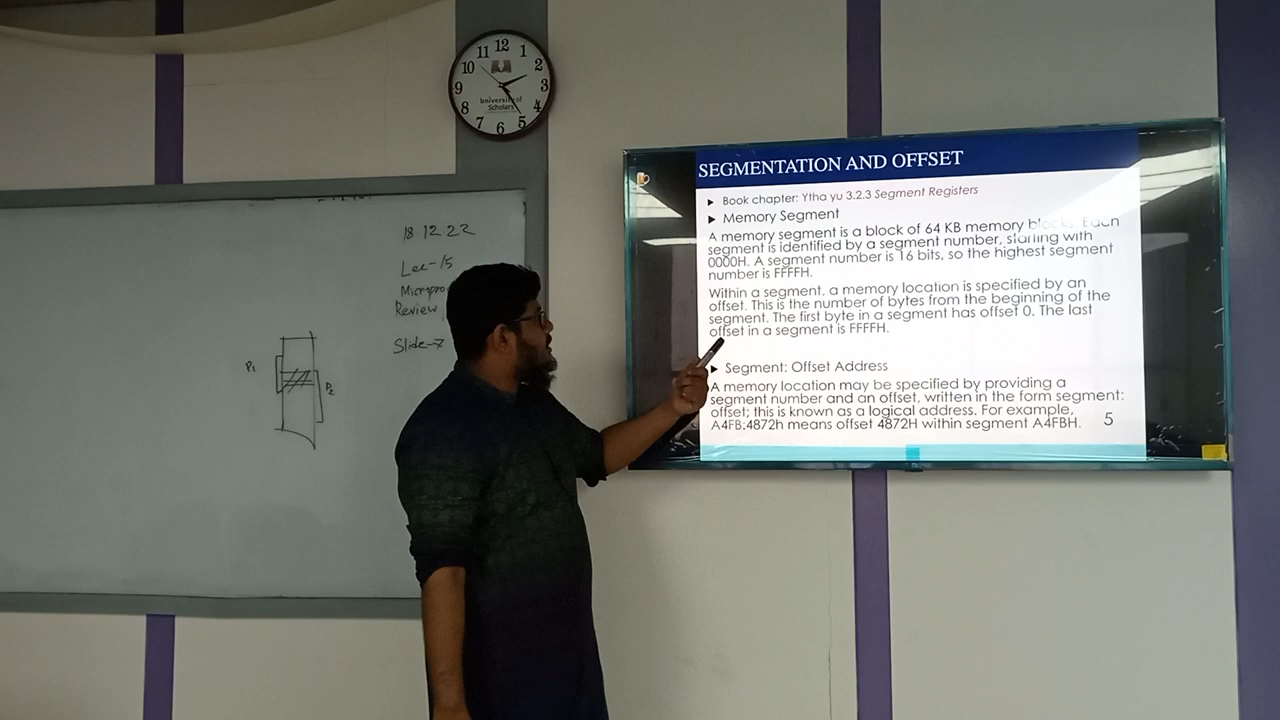 12
11
1
10
2
9
3
8
4
7
5
6
University of
Scholars
18 12 22
Lec-15
Micropro
Review
Slide-7
P1
P2
SEGMENTATION AND OFFSET
Book chapter: Ytha yu 3.2.3 Segment Registers
Memory Segment
A memory segment is a block of 64 KB memory blocks. Each
segment is identified by a segment number, starting with
0000H. A segment number is 16 bits, so the highest segment
number is FFFFH.
Within a segment, a memory location is specified by an
offset. This is the number of bytes from the beginning of the
segment. The first byte in a segment has offset 0. The last
offset in a segment is FFFFH.
Segment: Offset Address
A memory location may be specified by providing a
segment number and an offset, written in the form segment:
offset; this is known as a logical address. For example,
A4FB:4872h means offset 4872H within segment A4FBH.
5